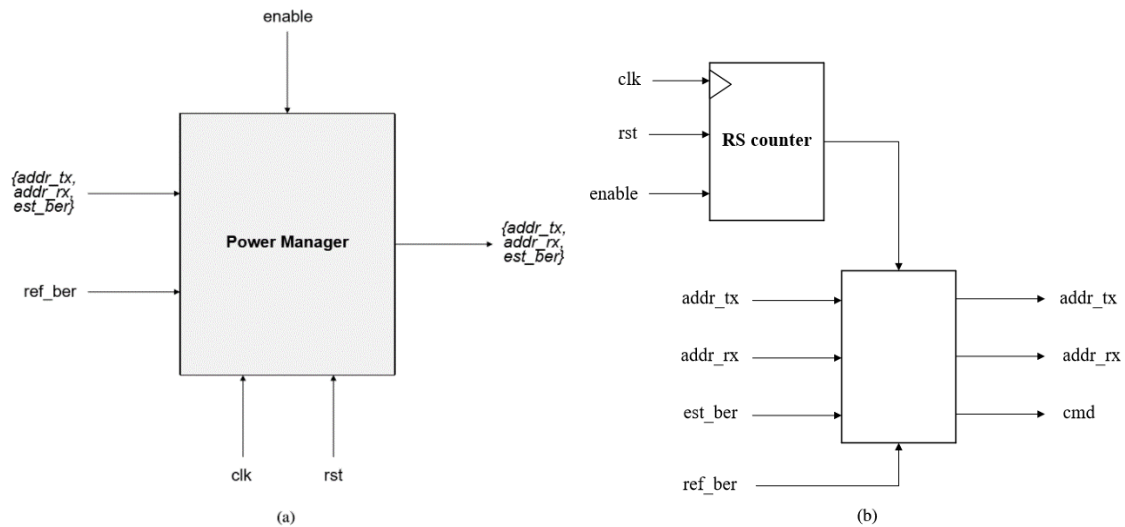 enable
{addr_tx,
addr_rx,
est_ber}
Power Manager
{addr_tx,
addr_rx,
est_ber}
ref_ber
clk
rst
(a)
clk
rst
RS counter
enable
addr_tx
addr_tx
addr_rx
addr_rx
est_ber
cmd
ref_ber
(b)